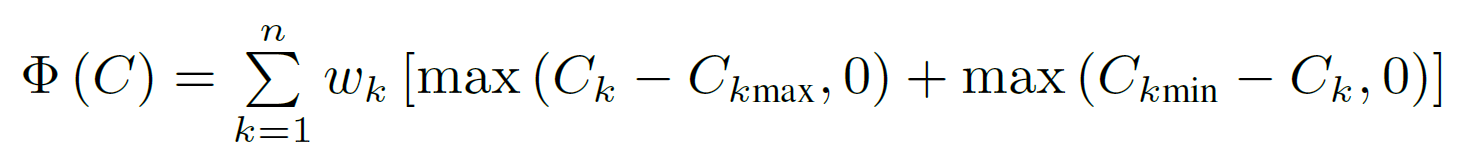 Φ (C) = ∑_{k=1}^{n} w_k [max (C_k − C_{kmax}, 0) + max (C_{kmin} − C_k, 0)]